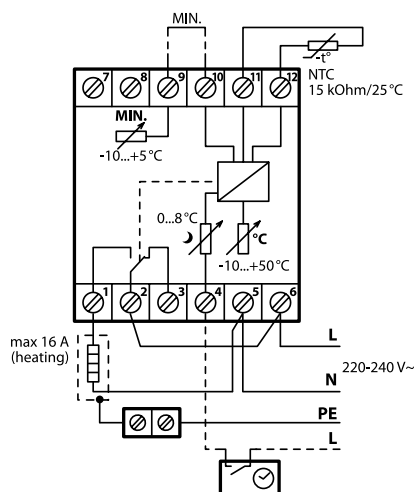 MIN.
-t°
NTC
15 kOhm/25°C
7 8 9 10 11 12
MIN.
-10...+5°C
0...8°C
°C
-10...+50°C
1 2 3 4 5 6
max 16 A
(heating)
L
220-240 V~
N
PE
L